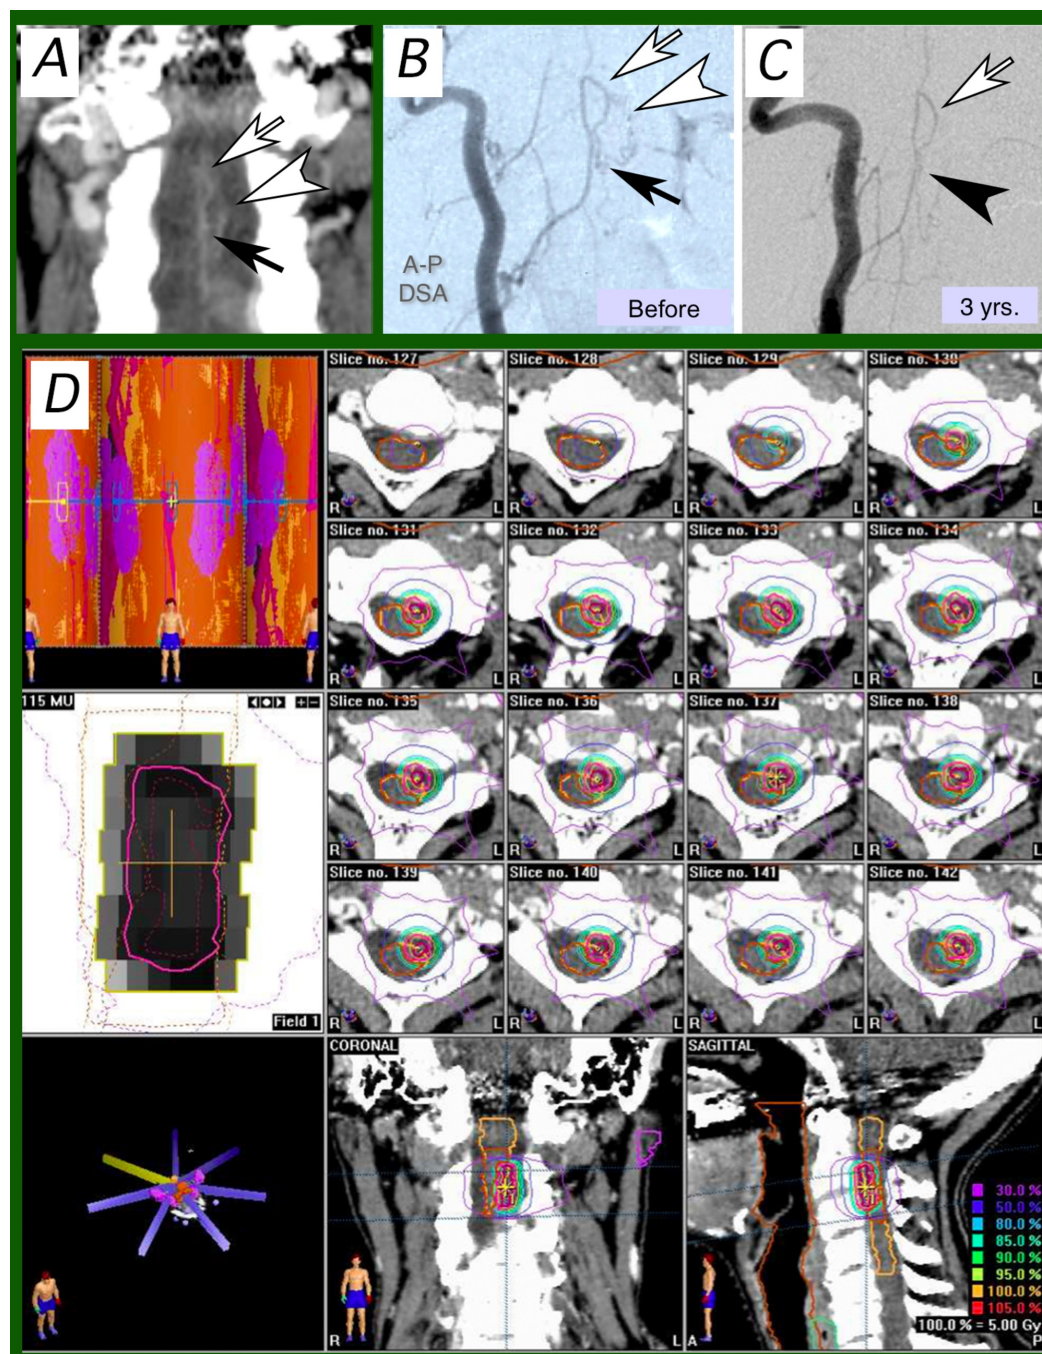 A
B
C
A-P
DSA
Before
3 yrs.
D
Slice no. 127
Slice no. 128
Slice no. 129
Slice no. 130
R L
R L
R L
R L
Slice no. 131
Slice no. 132
Slice no. 133
Slice no. 134
R L
R L
R L
R L
115 MU
Slice no. 135
Slice no. 136
Slice no. 137
Slice no. 138
R L
R L
R L
R L
Slice no. 139
Slice no. 140
Slice no. 141
Slice no. 142
Field 1
R L
R L
R L
R L
CORONAL
SAGITTAL
30.0 %
50.0 %
80.0 %
85.0 %
90.0 %
95.0 %
100.0 %
105.0 %
100.0 % = 5.00 Gy
R L
A P